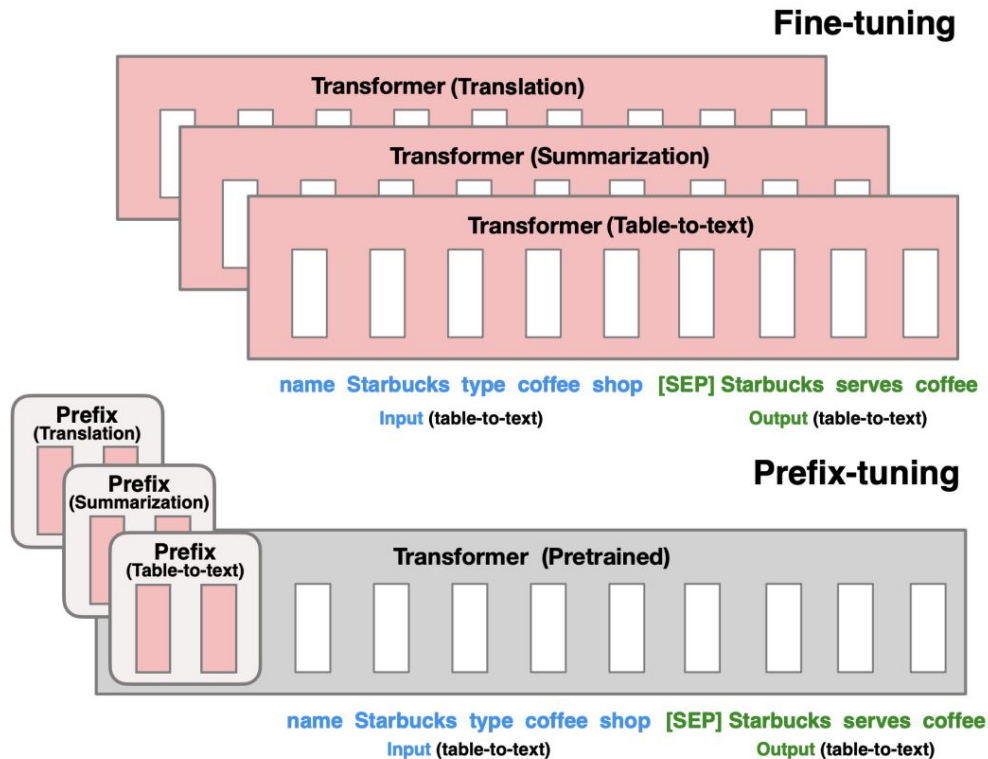 Fine-tuning
Transformer (Translation)
Transformer (Summarization)
Transformer (Table-to-text)
name Starbucks type coffee shop [SEP] Starbucks serves coffee
Input (table-to-text) Output (table-to-text)
Prefix
(Translation)
Prefix
(Summarization)
Prefix
(Table-to-text)
Prefix-tuning
Transformer (Pretrained)
name Starbucks type coffee shop [SEP] Starbucks serves coffee
Input (table-to-text) Output (table-to-text)